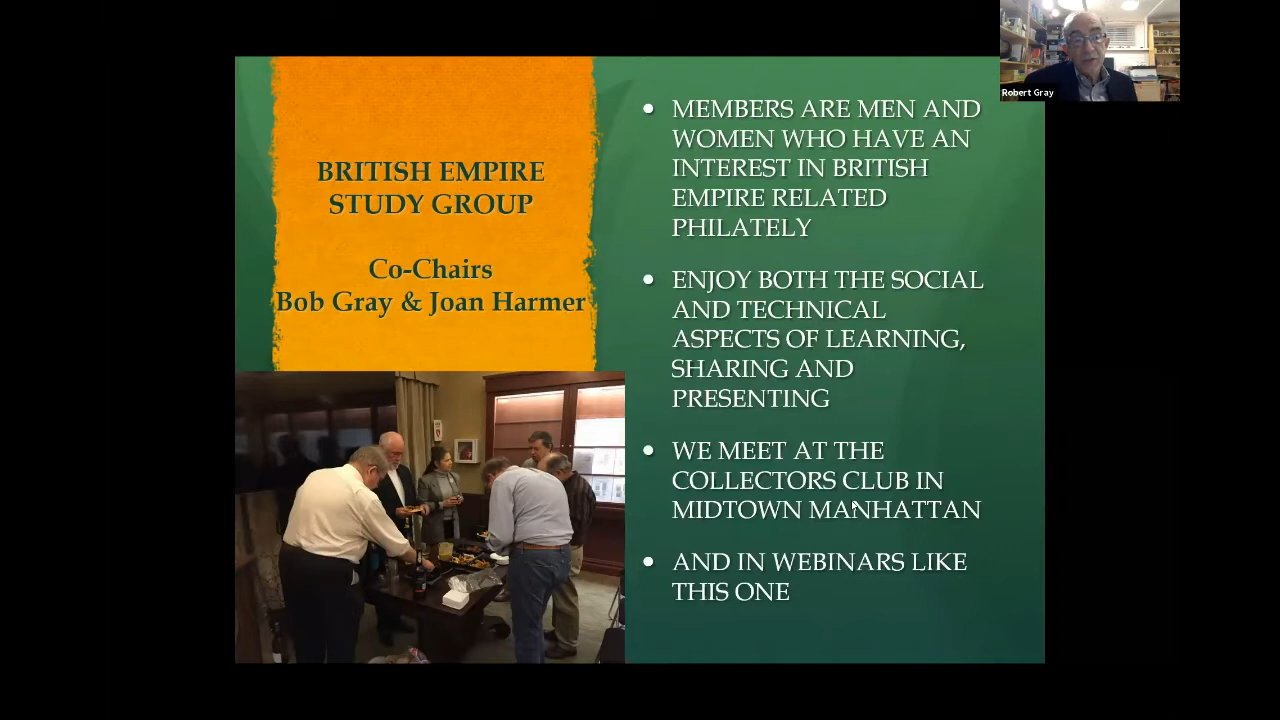 BRITISH EMPIRE
STUDY GROUP
Co-Chairs
Bob Gray & Joan Harmer
• MEMBERS ARE MEN AND
WOMEN WHO HAVE AN
INTEREST IN BRITISH
EMPIRE RELATED
PHILATELY
• ENJOY BOTH THE SOCIAL
AND TECHNICAL
ASPECTS OF LEARNING,
SHARING AND
PRESENTING
• WE MEET AT THE
COLLECTORS CLUB IN
MIDTOWN MANHATTAN
• AND IN WEBINARS LIKE
THIS ONE
Robert Gray